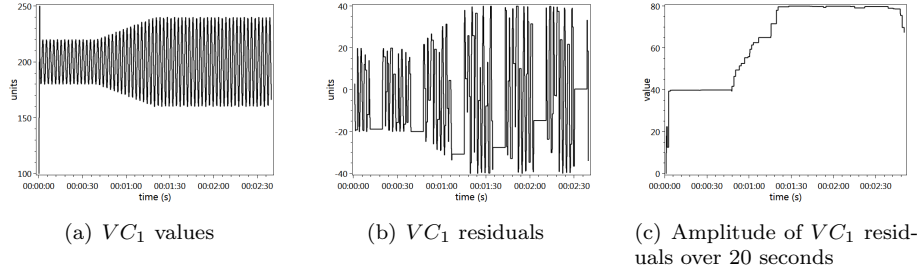 250
200
150
100
units
00:00:00 00:00:30 00:01:00 00:01:30 00:02:00 00:02:30
time (s)
(a) VC1 values
40
20
0
-20
-40
units
00:00:00 00:00:30 00:01:00 00:01:30 00:02:00 00:02:30
time (s)
(b) VC1 residuals
80
60
40
20
0
value
00:00:00 00:00:30 00:01:00 00:01:30 00:02:00 00:02:30
time (s)
(c) Amplitude of VC1 resid-
uals over 20 seconds